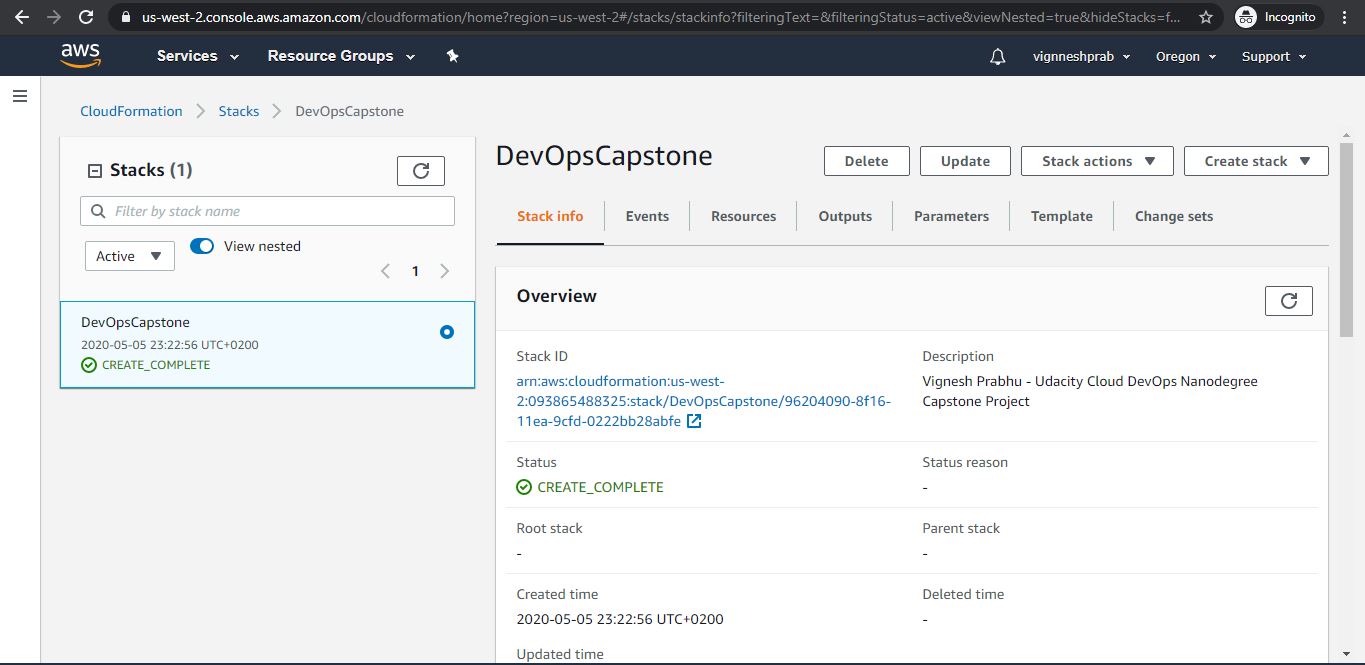 us-west-2.console.aws.amazon.com/cloudformation/home?region=us-west-2#/stacks/stackinfo?filteringText=&filteringStatus=active&viewNested=true&hideStacks=f...
Incognito
aws
Services
Resource Groups
vignneshprab
Oregon
Support
CloudFormation
Stacks
DevOpsCapstone
Stacks (1)
Filter by stack name
Active
View nested
1
DevOpsCapstone
2020-05-05 23:22:56 UTC+0200
CREATE_COMPLETE
DevOpsCapstone
Delete
Update
Stack actions
Create stack
Stack info
Events
Resources
Outputs
Parameters
Template
Change sets
Overview
Stack ID
arn:aws:cloudformation:us-west-
2:093865488325:stack/DevOpsCapstone/96204090-8f16-
11ea-9cfd-0222bb28abfe
Description
Vignesh Prabhu - Udacity Cloud DevOps Nanodegree
Capstone Project
Status
CREATE_COMPLETE
Status reason
-
Root stack
-
Parent stack
-
Created time
2020-05-05 23:22:56 UTC+0200
Deleted time
-
Updated time